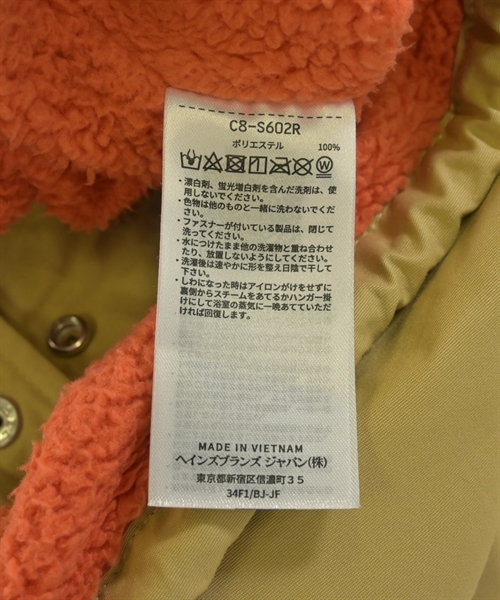 C8-S602R
ポリエステル 100%
・漂白剤、蛍光増白剤を含んだ洗剤は、使
用しないでください。
・色物は他のものと一緒に洗わないでくだ
さい。
・ファスナーが付いている製品は、閉じて
洗ってください。
・水につけたまま他の洗濯物と重ね合わせ
たり、放置しないようにしてください。
・洗濯後は速やかに形を整え日陰で干して
下さい。
・しわになった時はアイロンがけをせずに
裏側からスチームをあてるかハンガー掛
けにして浴室の蒸気に一晩あてていただ
ければ回復します。
MADE IN VIETNAM
ヘインズブランズ ジャパン(株)
東京都新宿区信濃町35
34F1/BJ-JF